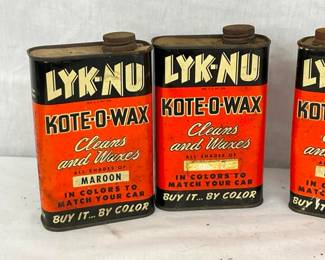 LYK-NU
KOTE-O-WAX
Cleans
and Waxes
ALL SHADES OF
MAROON
IN COLORS TO
MATCH YOUR CAR
BUY IT... BY COLOR
LYK-NU
KOTE-O-WAX
Cleans
and Waxes
ALL SHADES OF
IN COLORS TO
MATCH YOUR CAR
BUY IT... BY COLOR